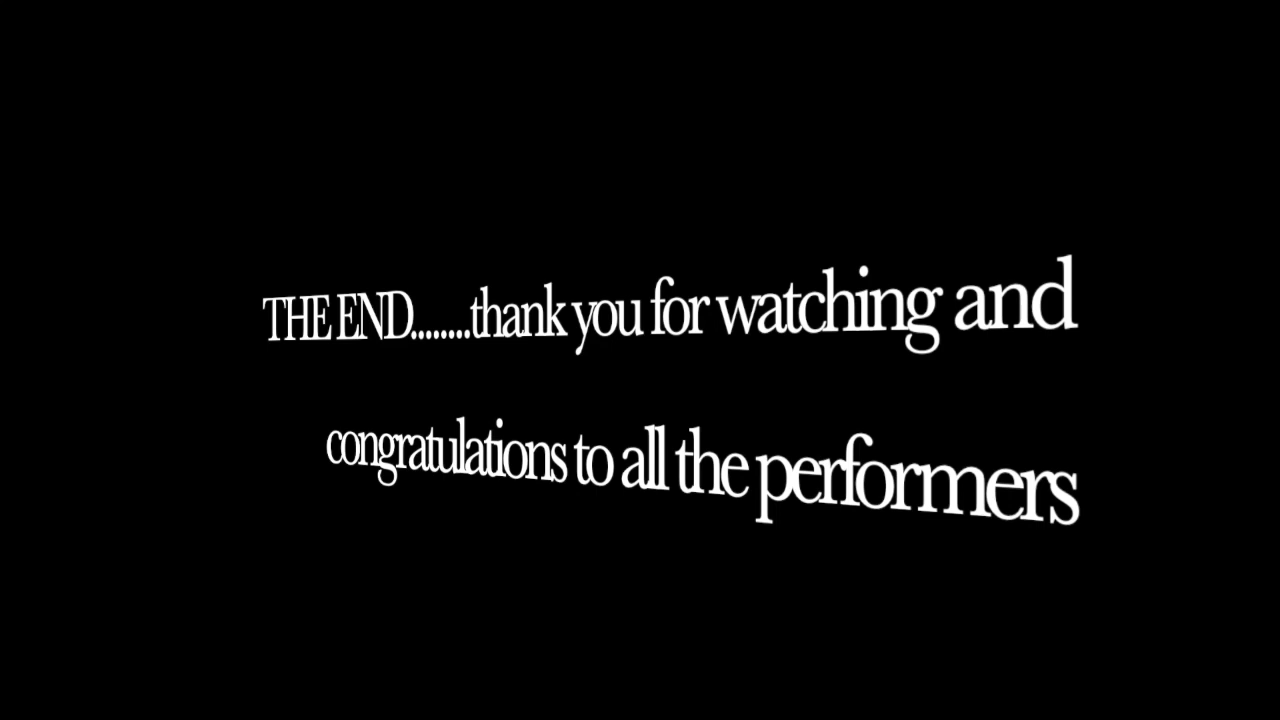 THE END........thank you for watching and
congratulations to all the performers